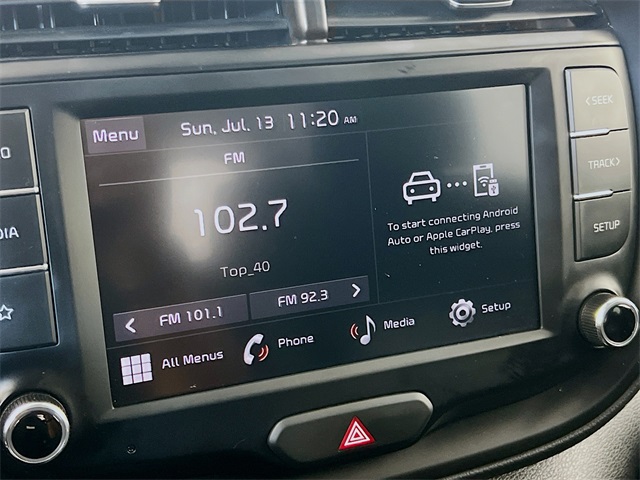 Menu
Sun, Jul. 13 11:20 AM
FM
102.7
Top_40
FM 101.1
FM 92.3
To start connecting Android
Auto or Apple CarPlay, press
this widget.
All Menus
Phone
Media
Setup
< SEEK
TRACK >
SETUP